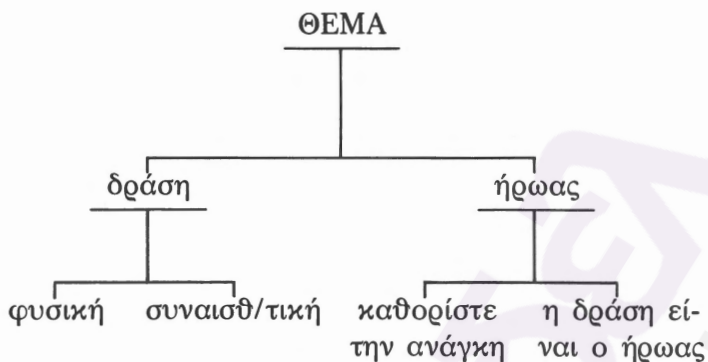 ΘΕΜΑ
δράση ήρωας
φυσική συναισθ/τική καθορίστε η δράση εί-
την ανάγκη ναι ο ήρωας